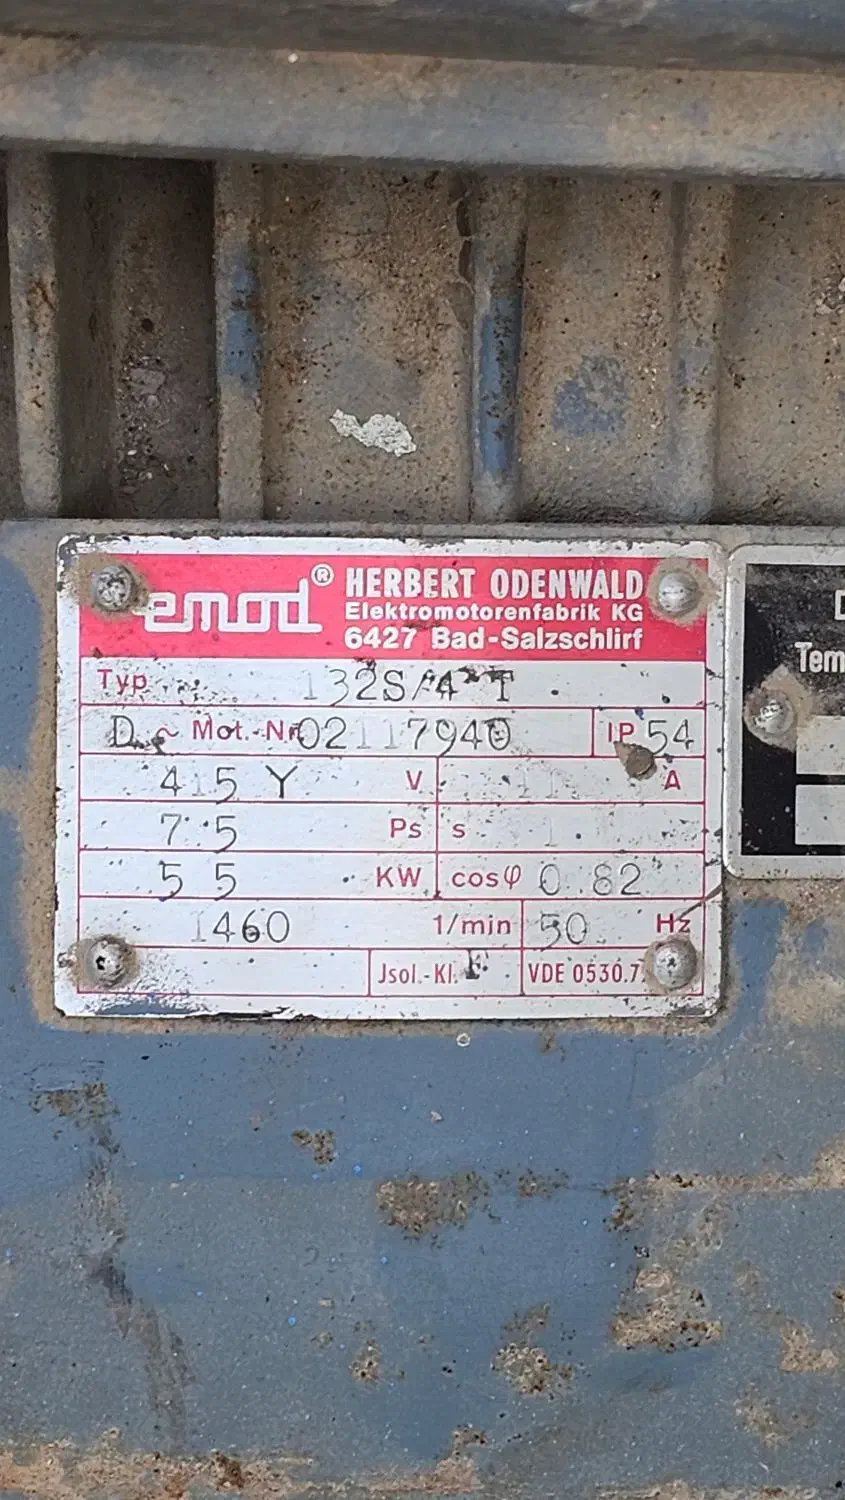 emod® HERBERT ODENWALD
Elektromotorenfabrik KG
6427 Bad-Salzschlirf
Typ 132S/4 T
D ~ Mot.-Nr 02117940 IP 54
415 Y V 11 A
7.5 Ps s 1
5.5 KW cosφ 0.82
1460 1/min 50 Hz
Jsol.-Kl. F VDE 0530.7
Tem